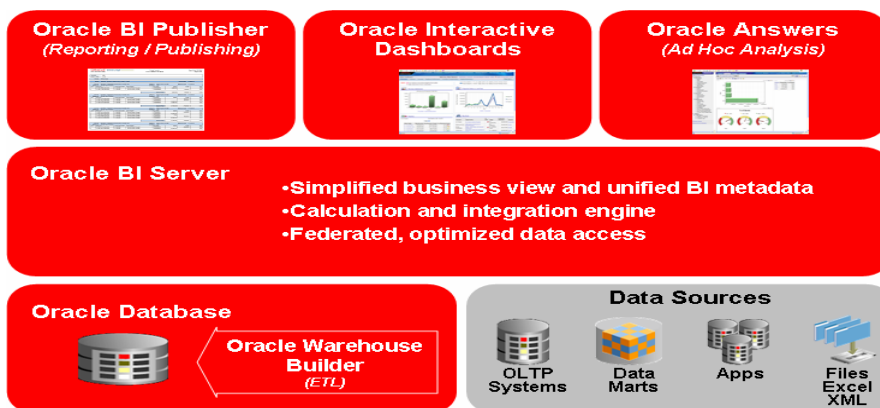 Oracle BI Publisher
(Reporting / Publishing)
Oracle Interactive
Dashboards
Oracle Answers
(Ad Hoc Analysis)
Oracle BI Server
•Simplified business view and unified BI metadata
•Calculation and integration engine
•Federated, optimized data access
Oracle Database
Oracle Warehouse
Builder
(ETL)
Data Sources
OLTP
Systems
Data
Marts
Apps
Files
Excel
XML